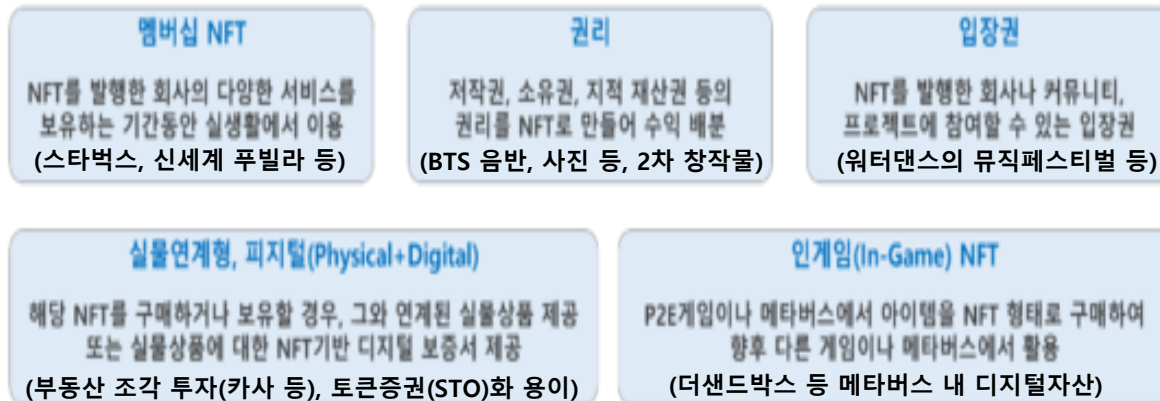 멤버십 NFT
NFT를 발행한 회사의 다양한 서비스를
보유하는 기간동안 실생활에서 이용
(스타벅스, 신세계 푸빌라 등)
권리
저작권, 소유권, 지적 재산권 등의
권리를 NFT로 만들어 수익 배분
(BTS 음반, 사진 등, 2차 창작물)
입장권
NFT를 발행한 회사나 커뮤니티,
프로젝트에 참여할 수 있는 입장권
(워터댄스의 뮤직페스티벌 등)
실물연계형, 피지털(Physical+Digital)
해당 NFT를 구매하거나 보유할 경우, 그와 연계된 실물상품 제공
또는 실물상품에 대한 NFT기반 디지털 보증서 제공
(부동산 조각 투자(카사 등), 토큰증권(STO)화 용이)
인게임(In-Game) NFT
P2E게임이나 메타버스에서 아이템을 NFT 형태로 구매하여
향후 다른 게임이나 메타버스에서 활용
(더샌드박스 등 메타버스 내 디지털자산)